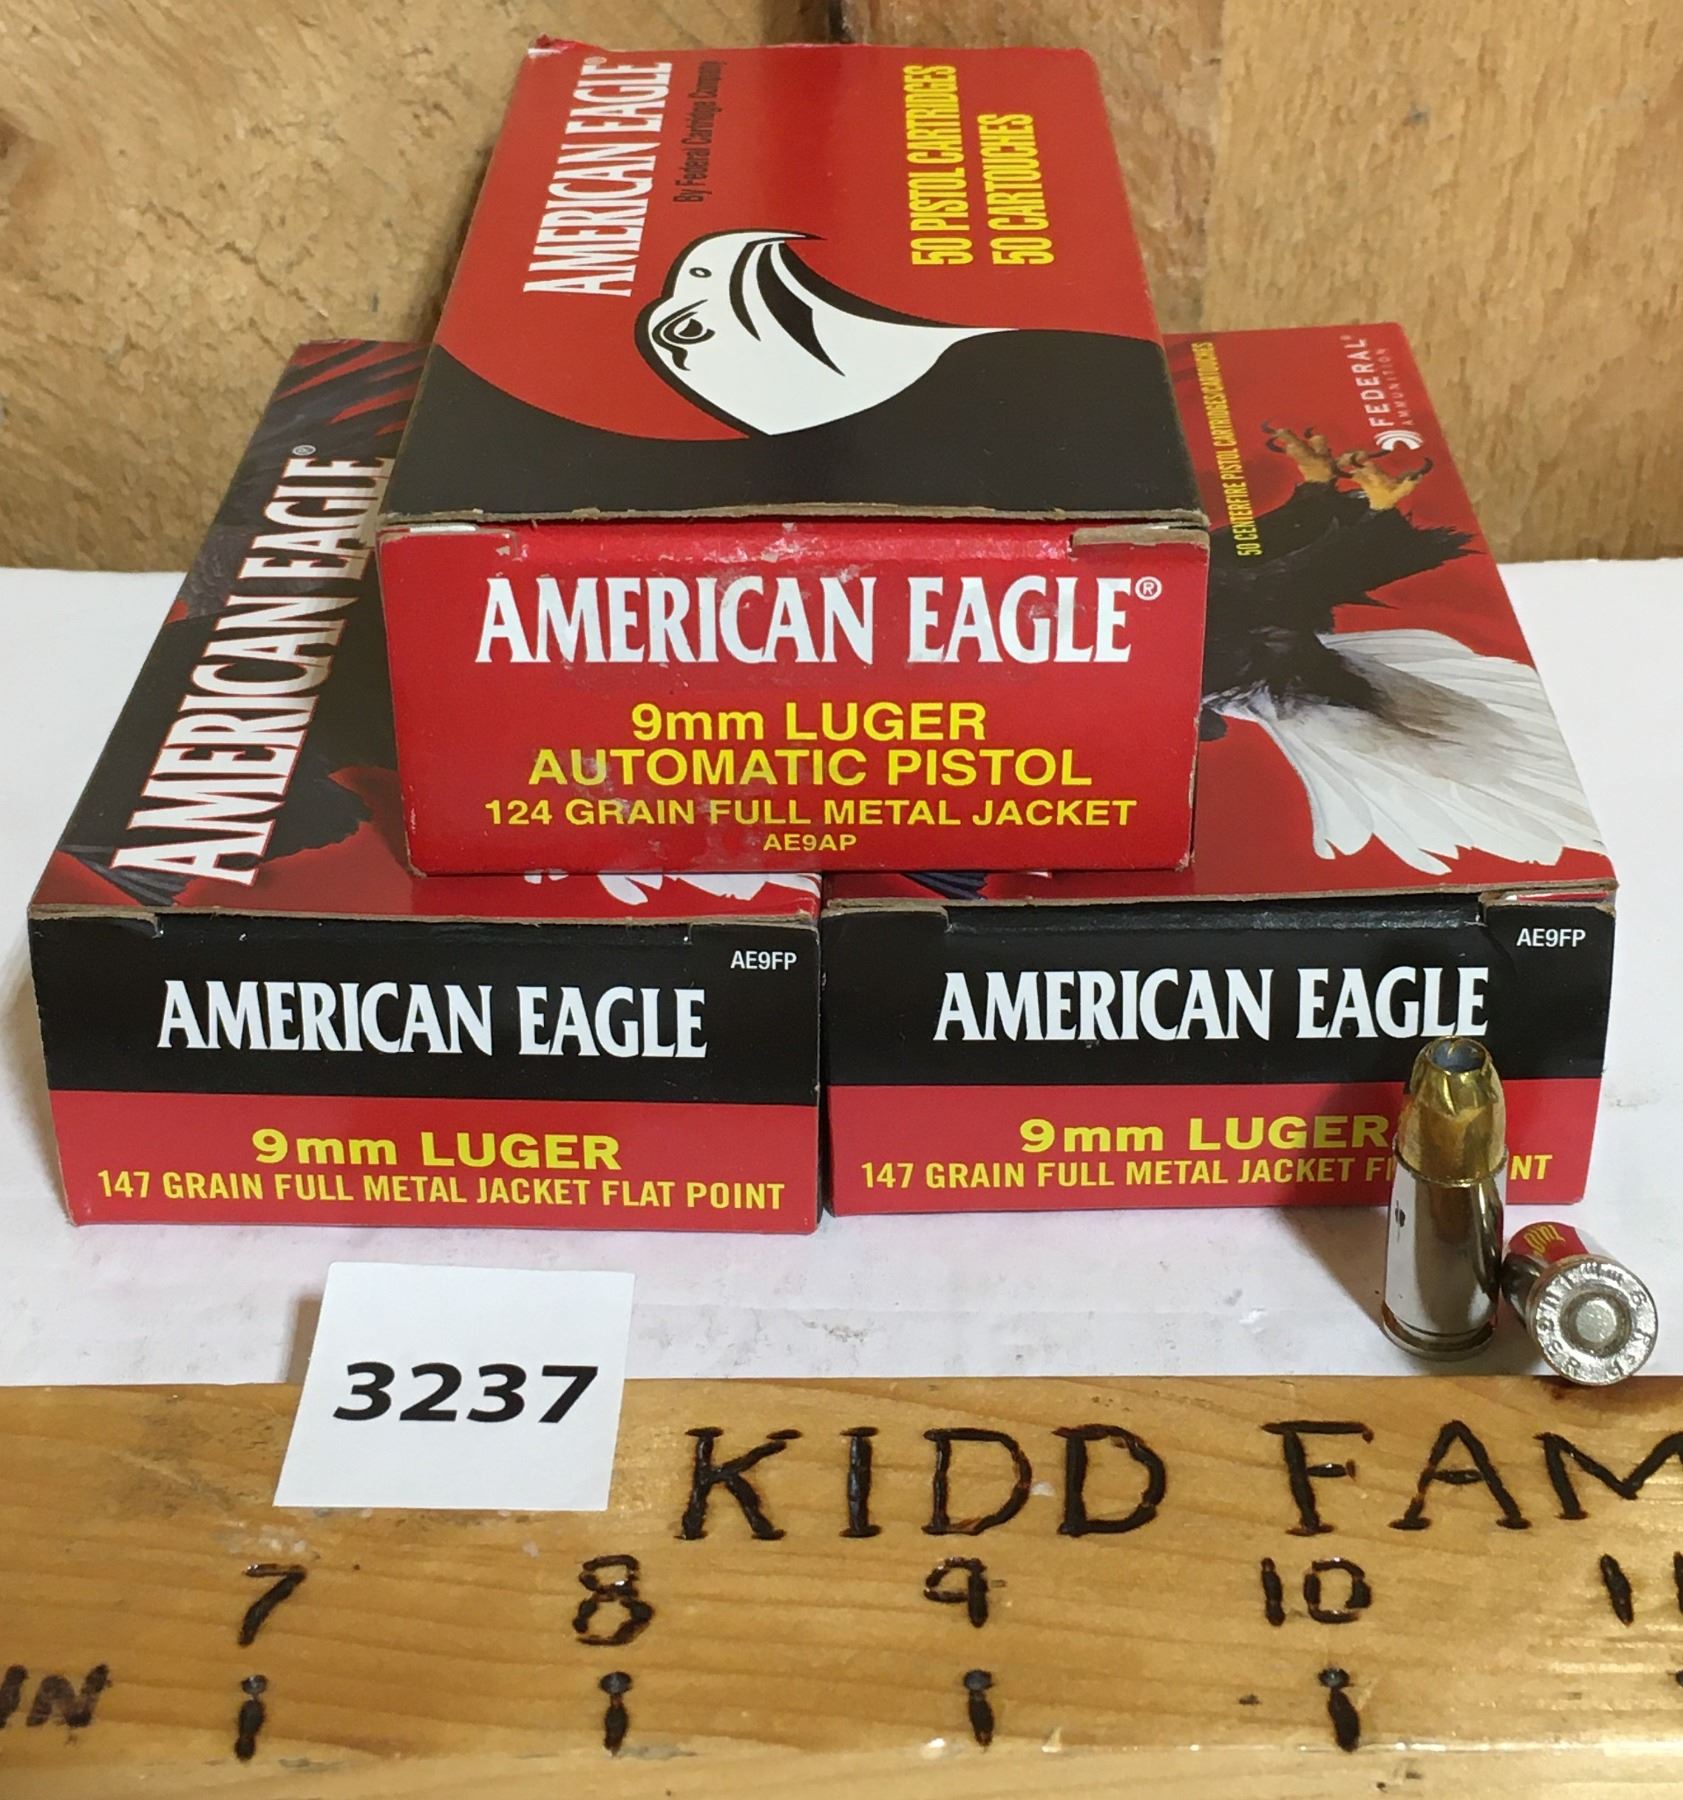 AMERICAN EAGLE®
By Federal Cartridge Company
50 PISTOL CARTRIDGES
50 CARTOUCHES
AMERICAN EAGLE®
9mm LUGER
AUTOMATIC PISTOL
124 GRAIN FULL METAL JACKET
AE9AP
AMERICAN EAGLE®
50 CENTERFIRE PISTOL CARTRIDGES/CARTOUCHES
FEDERAL®
AMMUNITION
AE9FP
AMERICAN EAGLE
9mm LUGER
147 GRAIN FULL METAL JACKET FLAT POINT
AE9FP
AMERICAN EAGLE
9mm LUGER
147 GRAIN FULL METAL JACKET
NT
3237
KIDD FAM
7 8 9 10 11
IN